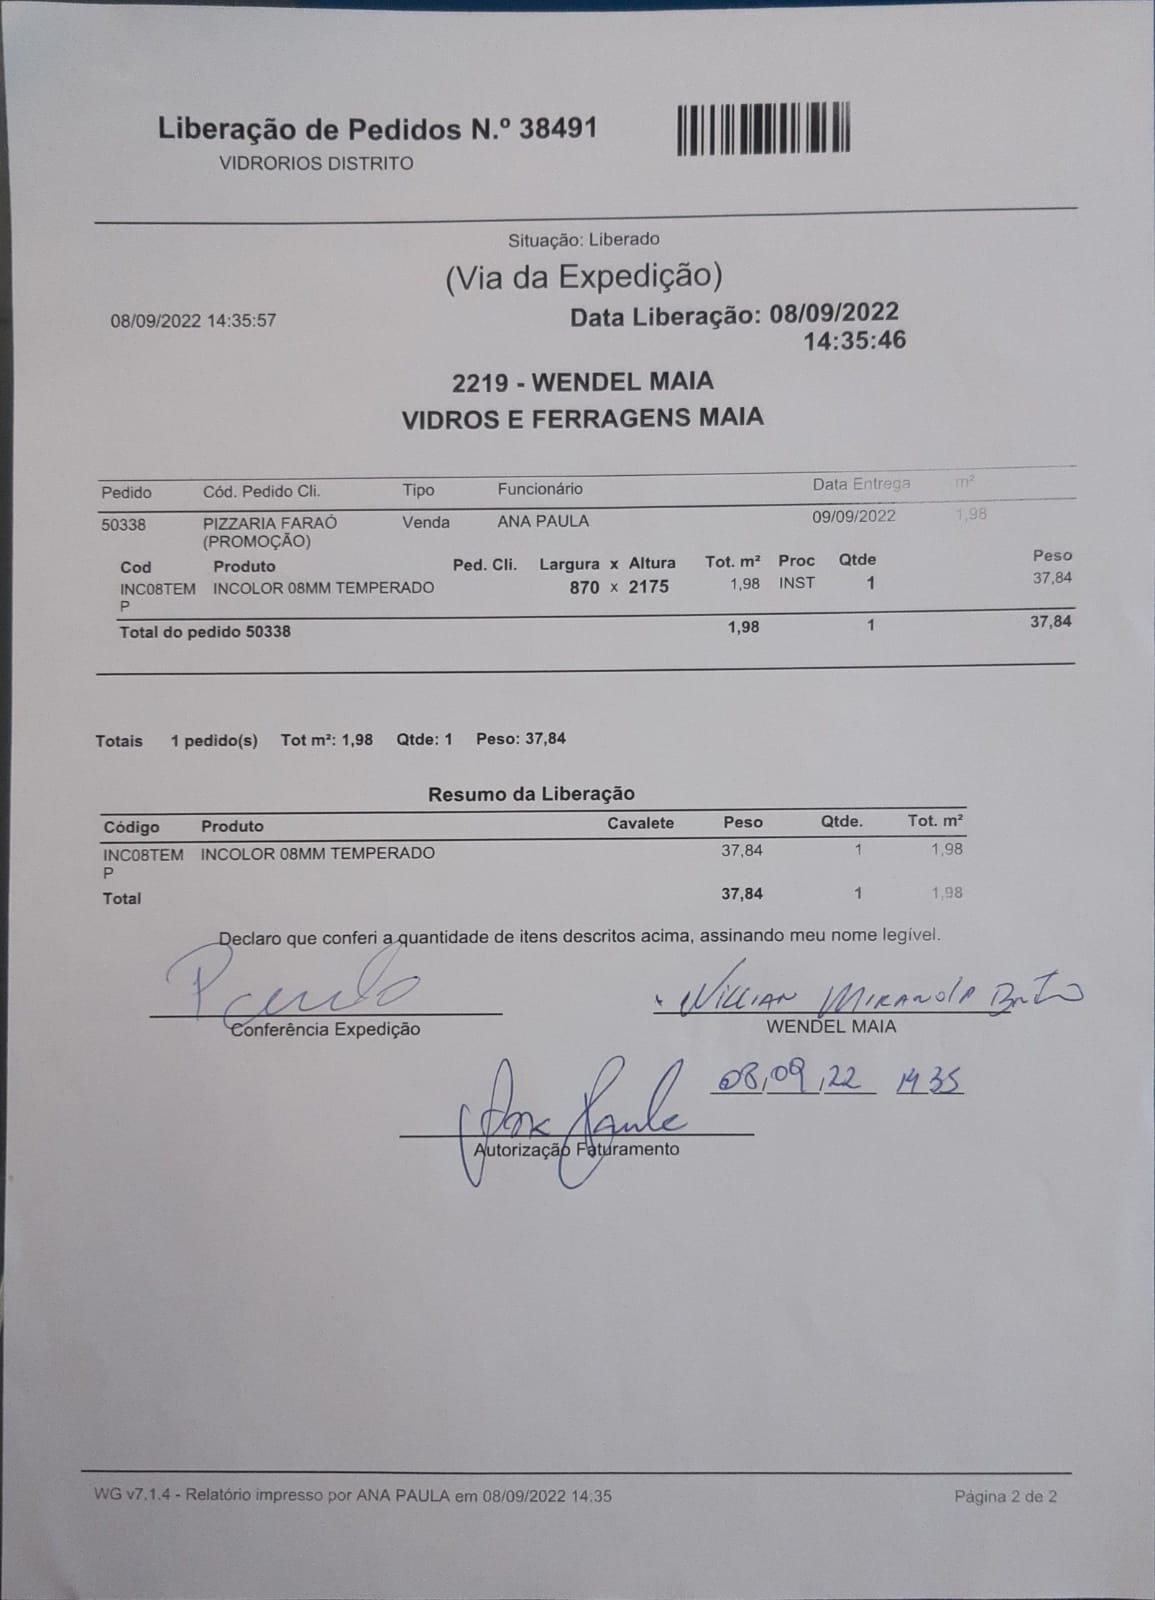 Liberação de Pedidos N.º 38491
VIDRORIOS DISTRITO
Situação: Liberado
(Via da Expedição)
08/09/2022 14:35:57
Data Liberação: 08/09/2022
14:35:46
2219 - WENDEL MAIA
VIDROS E FERRAGENS MAIA
Pedido Cód. Pedido Cli. Tipo Funcionário Data Entrega m²
50338 PIZZARIA FARAÓ Venda ANA PAULA 09/09/2022 1,98
(PROMOÇÃO)
Cod Produto Ped. Cli. Largura x Altura Tot. m² Proc Qtde Peso
INC08TEM INCOLOR 08MM TEMPERADO 870 x 2175 1,98 INST 1 37,84
P
Total do pedido 50338 1,98 1 37,84
Totais 1 pedido(s) Tot m²: 1,98 Qtde: 1 Peso: 37,84
Resumo da Liberação
Código Produto Cavalete Peso Qtde. Tot. m²
INC08TEM INCOLOR 08MM TEMPERADO 37,84 1 1,98
P
Total 37,84 1 1,98
Declaro que conferi a quantidade de itens descritos acima, assinando meu nome legível.
WILLIAN MIRANDA
Conferência Expedição WENDEL MAIA
08,09,22 14 35
Ana Paula
Autorização Faturamento
WG v7.1.4 - Relatório impresso por ANA PAULA em 08/09/2022 14:35 Página 2 de 2